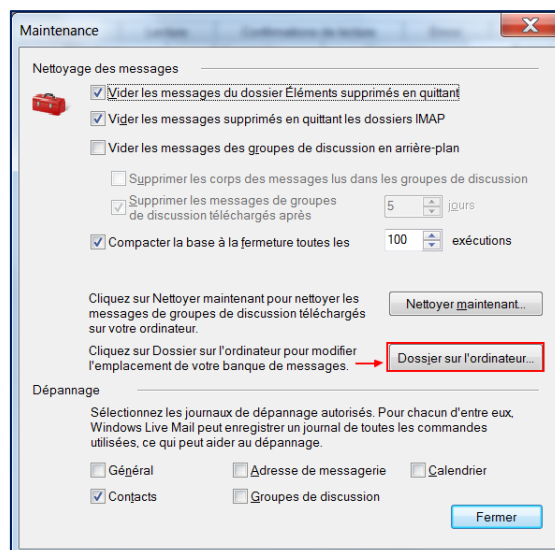 Maintenance
Lecture
Confirmations de lecture
Envoi
Nettoyage des messages
Vider les messages du dossier Éléments supprimés en quittant
Vider les messages supprimés en quittant les dossiers IMAP
Vider les messages des groupes de discussion en arrière-plan
Supprimer les corps des messages lus dans les groupes de discussion
Supprimer les messages de groupes
de discussion téléchargés après
5
jours
Compacter la base à la fermeture toutes les
100
exécutions
Cliquez sur Nettoyer maintenant pour nettoyer les
messages de groupes de discussion téléchargés
sur votre ordinateur.
Nettoyer maintenant...
Cliquez sur Dossier sur l'ordinateur pour modifier
l'emplacement de votre banque de messages.
Dossier sur l'ordinateur...
Dépannage
Sélectionnez les journaux de dépannage autorisés. Pour chacun d'entre eux,
Windows Live Mail peut enregistrer un journal de toutes les commandes
utilisées, ce qui peut aider au dépannage.
Général
Adresse de messagerie
Calendrier
Contacts
Groupes de discussion
Fermer